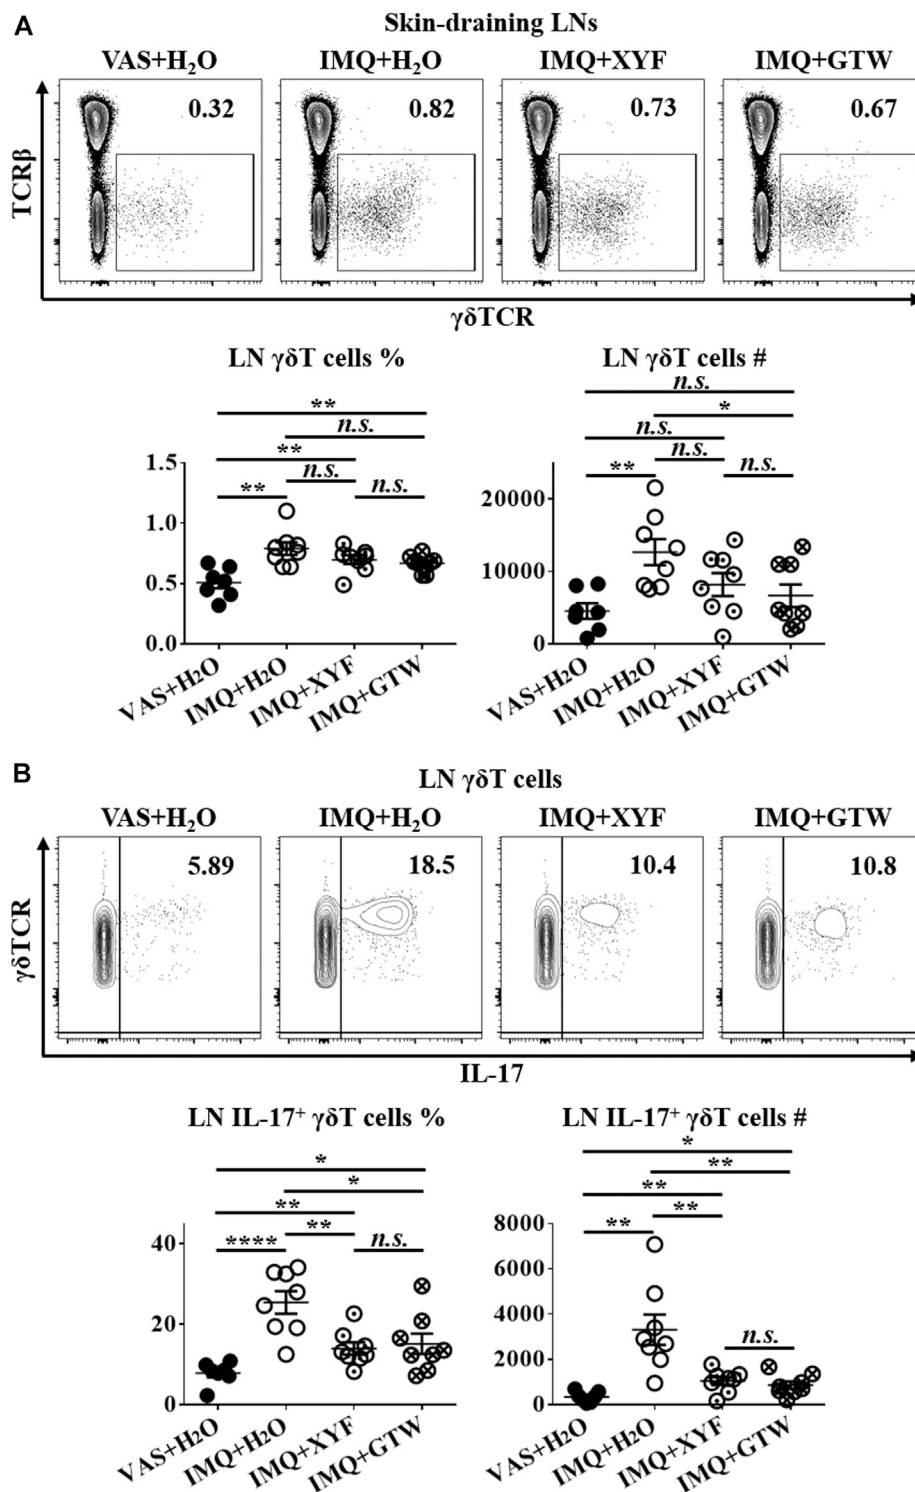 A
Skin-draining LNs
VAS+H₂O IMQ+H₂O IMQ+XYF IMQ+GTW
0.32 0.82 0.73 0.67
TCRβ
γδTCR
LN γδT cells % LN γδT cells #
n.s.
** *
n.s. n.s.
** n.s. n.s.
n.s. **
** n.s.
1.5
1.0
0.5
0.0
20000
10000
0
VAS+H₂O IMQ+H₂O IMQ+XYF IMQ+GTW
VAS+H₂O IMQ+H₂O IMQ+XYF IMQ+GTW
B
LN γδT cells
VAS+H₂O IMQ+H₂O IMQ+XYF IMQ+GTW
5.89 18.5 10.4 10.8
γδTCR
IL-17
LN IL-17⁺ γδT cells % LN IL-17⁺ γδT cells #
* *
* **
** **
** **
**** n.s. **
n.s.
40
20
0
8000
6000
4000
2000
0
VAS+H₂O IMQ+H₂O IMQ+XYF IMQ+GTW
VAS+H₂O IMQ+H₂O IMQ+XYF IMQ+GTW